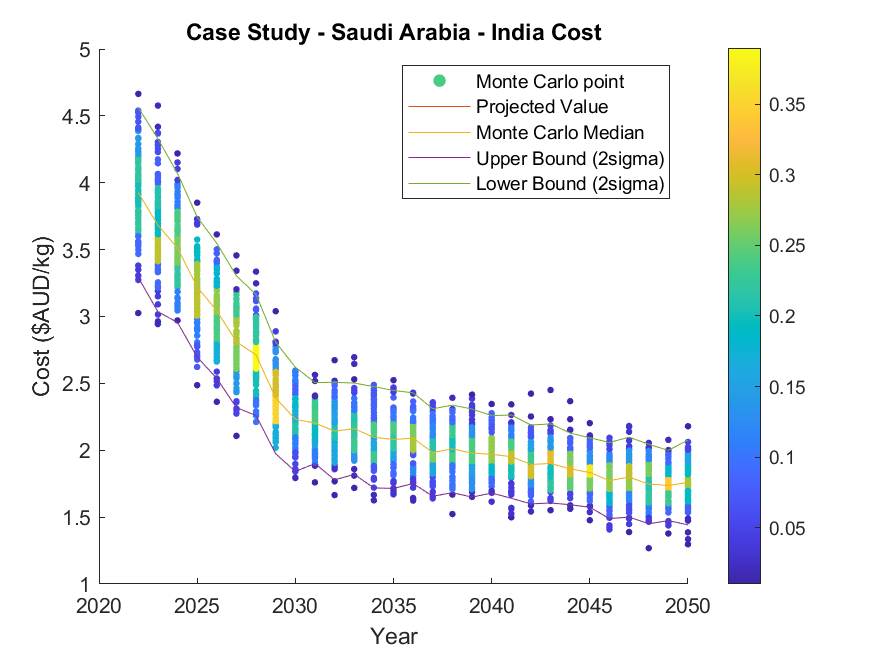 Case Study - Saudi Arabia - India Cost
Monte Carlo point
Projected Value
Monte Carlo Median
Upper Bound (2sigma)
Lower Bound (2sigma)
Cost ($AUD/kg)
5
4.5
4
3.5
3
2.5
2
1.5
1
2020
2025
2030
2035
2040
2045
2050
Year
0.35
0.3
0.25
0.2
0.15
0.1
0.05